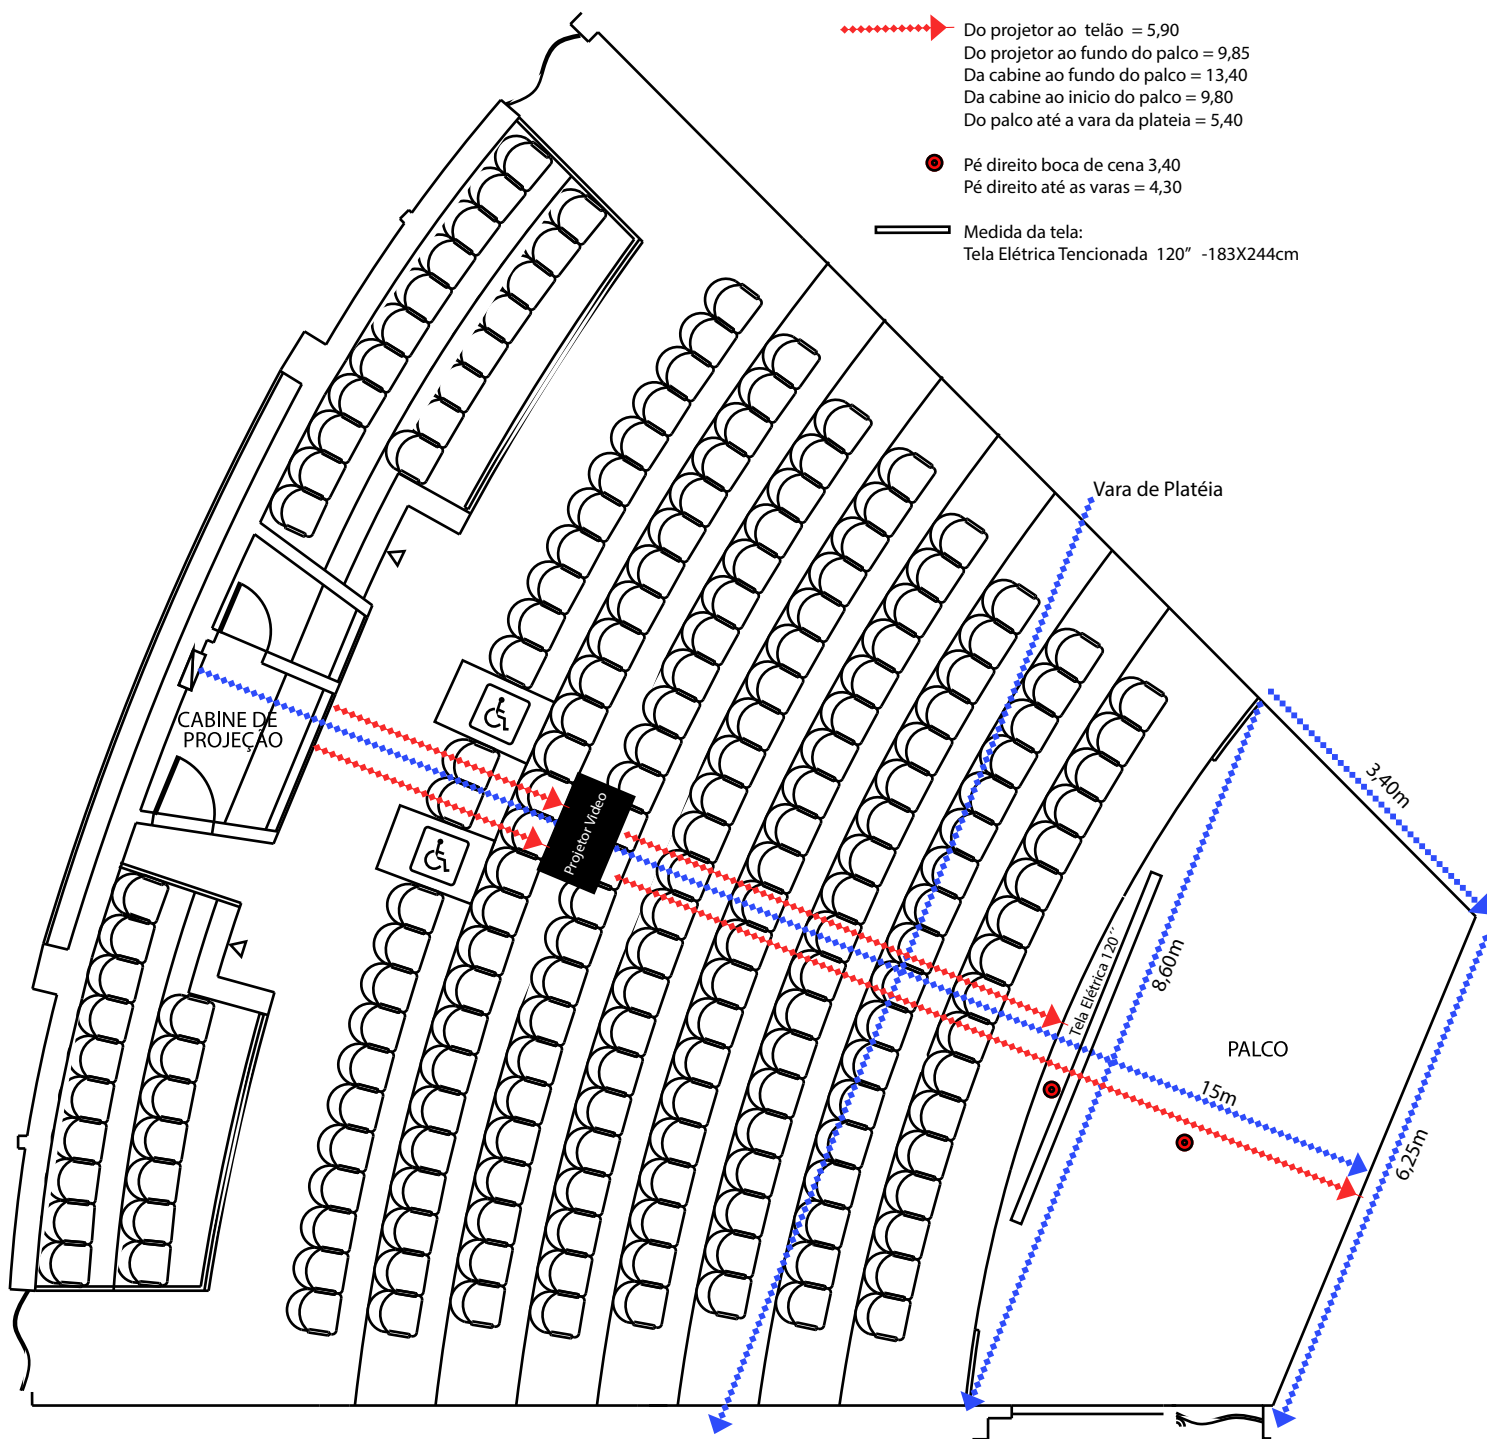 Do projetor ao telão = 5,90
Do projetor ao fundo do palco = 9,85
Da cabine ao fundo do palco = 13,40
Da cabine ao inicio do palco = 9,80
Do palco até a vara da plateia = 5,40
Pé direito boca de cena 3,40
Pé direito até as varas = 4,30
Medida da tela:
Tela Elétrica Tencionada 120” -183X244cm
Vara de Platéia
CABINE DE
PROJEÇÃO
Projetor Vídeo
3,40m
8,60m
Tela Elétrica 120´´
PALCO
15m
6,25m